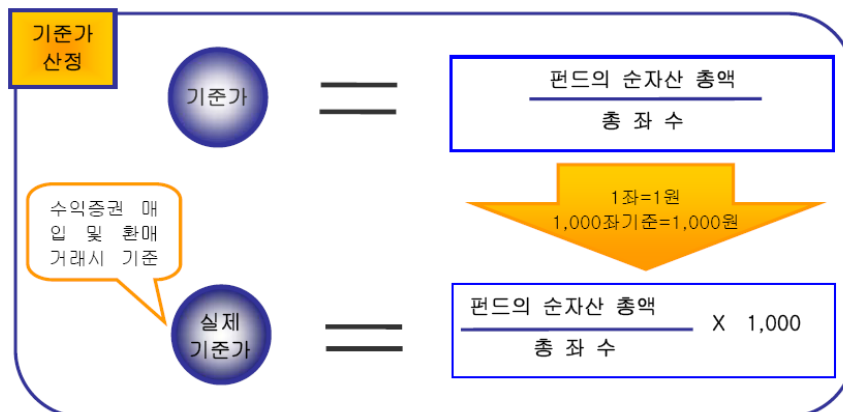 기준가
산정
기준가
펀드의 순자산 총액
총 좌 수
1좌=1원
1,000좌기준=1,000원
수익증권 매
입 및 환매
거래시 기준
실제
기준가
펀드의 순자산 총액
총 좌 수
X 1,000